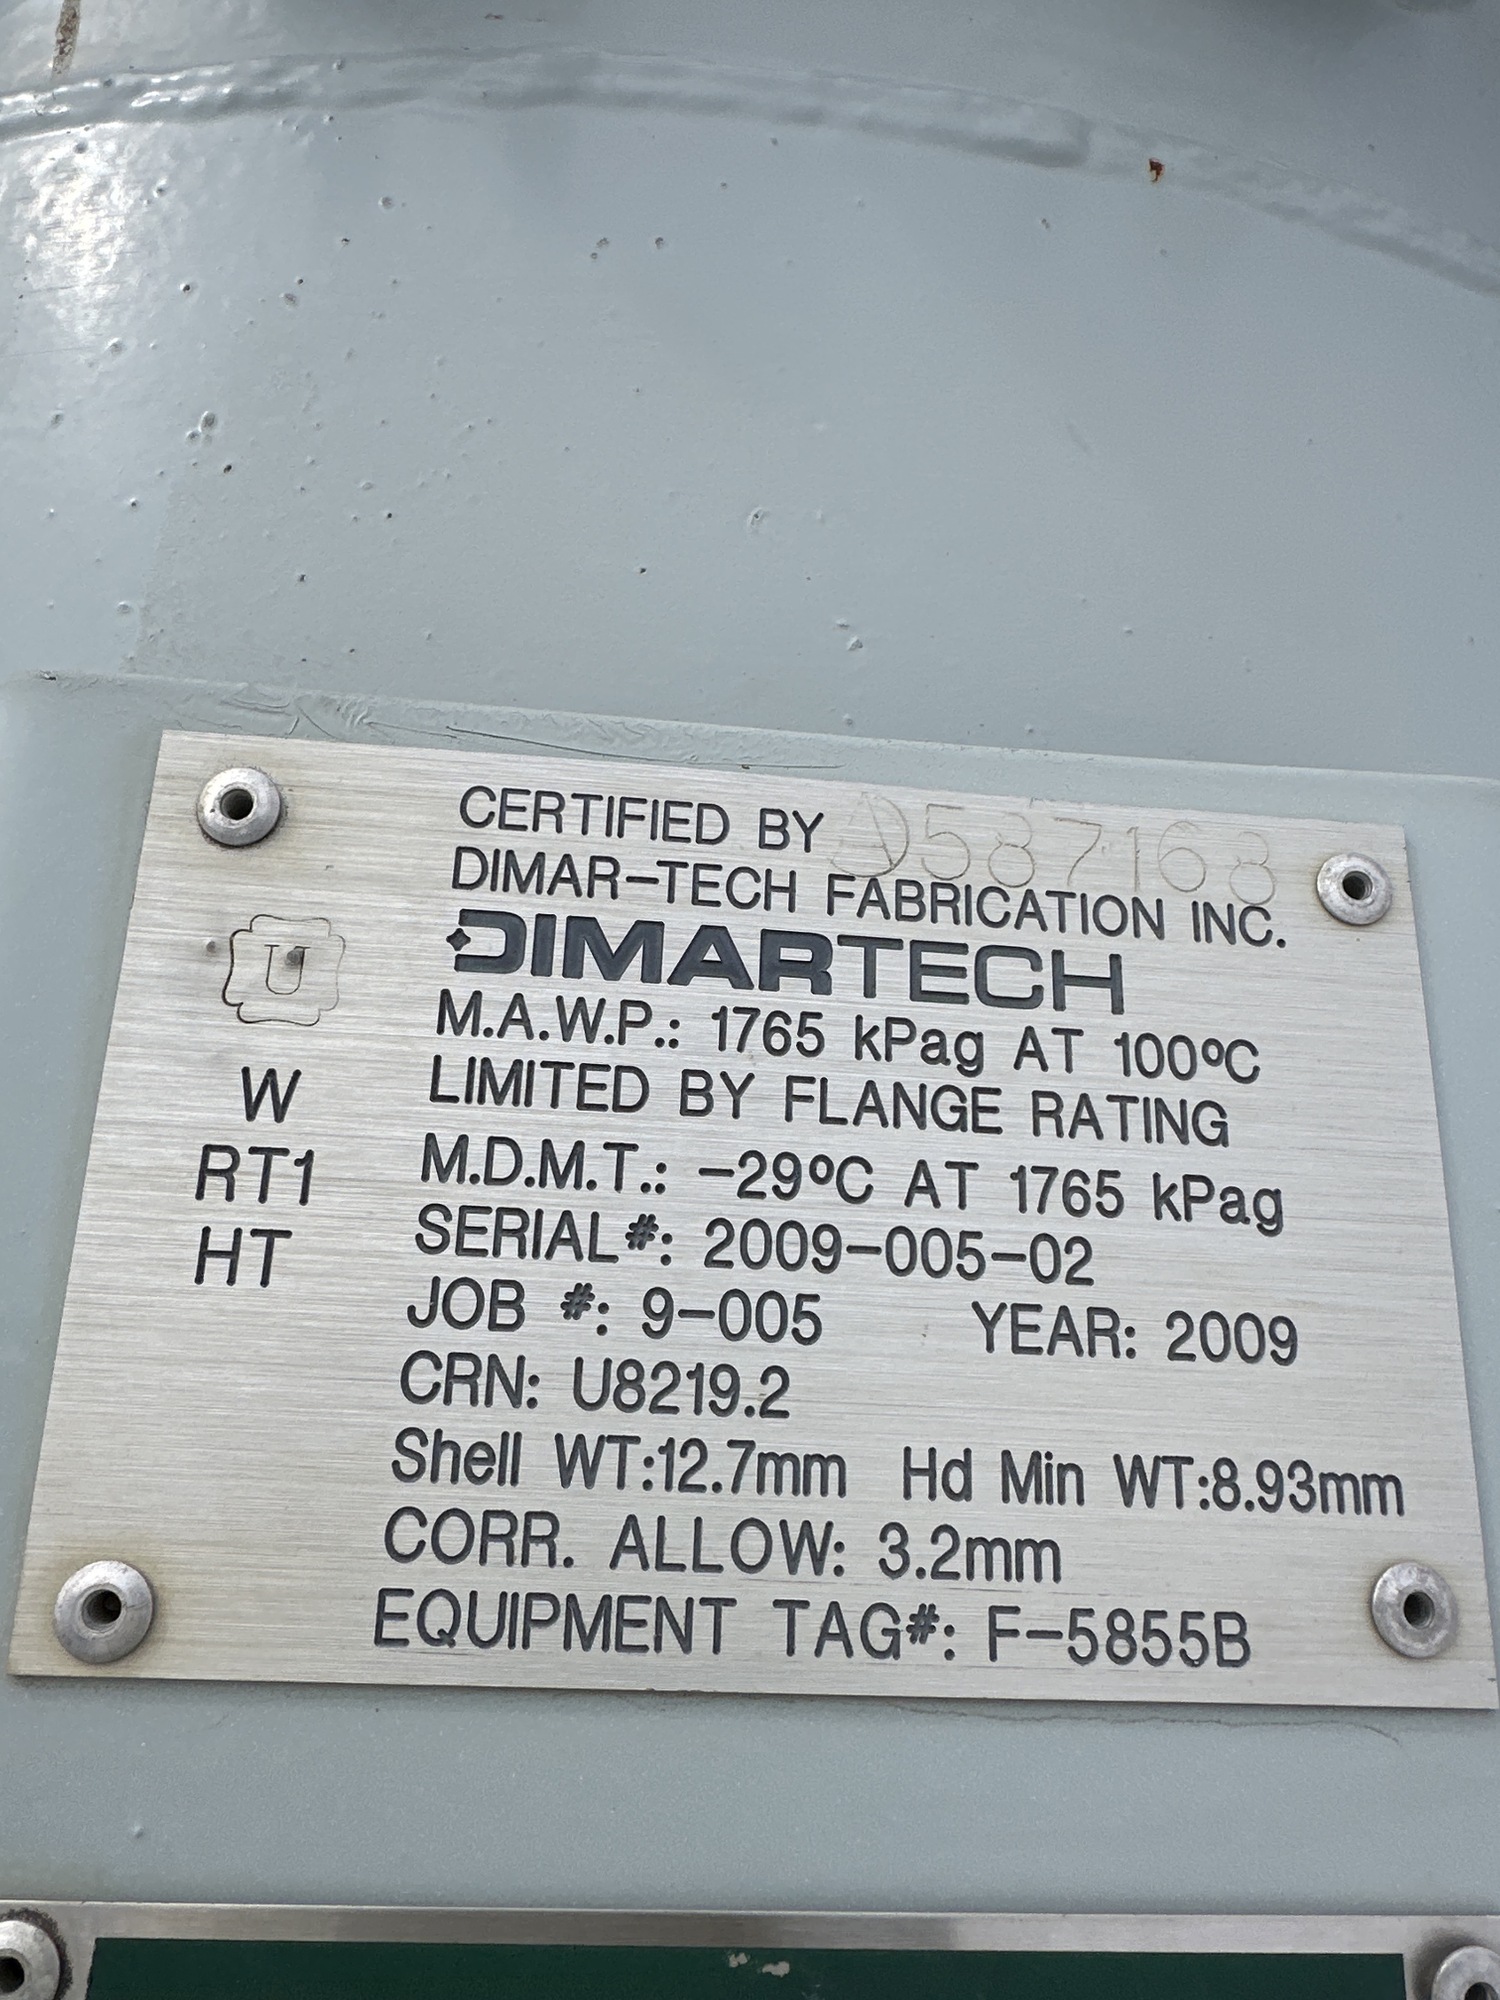 CERTIFIED BY A587168
DIMAR-TECH FABRICATION INC.
DIMARTECH
U
M.A.W.P.: 1765 kPag AT 100ºC
W
LIMITED BY FLANGE RATING
RT1
M.D.M.T.: -29ºC AT 1765 kPag
HT
SERIAL#: 2009-005-02
JOB #: 9-005 YEAR: 2009
CRN: U8219.2
Shell WT:12.7mm Hd Min WT:8.93mm
CORR. ALLOW: 3.2mm
EQUIPMENT TAG#: F-5855B